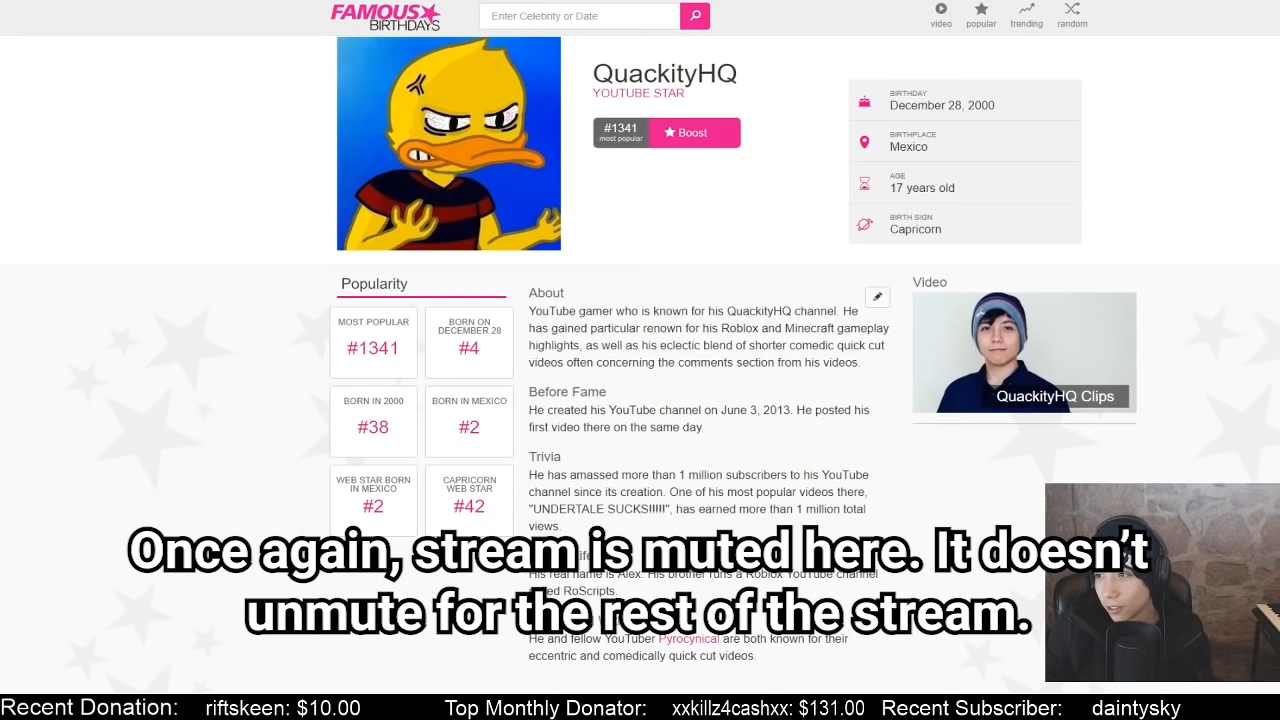 FAMOUS
BIRTHDAYS
Enter Celebrity or Date
video
popular
trending
random
QuackityHQ
YOUTUBE STAR
#1341
most popular
Boost
BIRTHDAY
December 28, 2000
BIRTHPLACE
Mexico
AGE
17 years old
BIRTH SIGN
Capricorn
Popularity
MOST POPULAR
#1341
BORN ON
DECEMBER 28
#4
BORN IN 2000
#38
BORN IN MEXICO
#2
WEB STAR BORN
IN MEXICO
#2
CAPRICORN
WEB STAR
#42
About
YouTube gamer who is known for his QuackityHQ channel. He
has gained particular renown for his Roblox and Minecraft gameplay
highlights, as well as his eclectic blend of shorter comedic quick cut
videos often concerning the comments section from his videos.
Before Fame
He created his YouTube channel on June 3, 2013. He posted his
first video there on the same day.
Trivia
He has amassed more than 1 million subscribers to his YouTube
channel since its creation. One of his most popular videos there,
"UNDERTALE SUCKS!!!!!", has earned more than 1 million total
views.
His real name is Alex. His brother runs a Roblox YouTube channel
RoScripts.
He and fellow YouTuber Pyrocynical are both known for their
eccentric and comedically quick cut videos.
Video
QuackityHQ Clips
Once again, stream is muted here. It doesn't
unmute for the rest of the stream.
Recent Donation: riftskeen: $10.00 Top Monthly Donator: xxkillz4cashxx: $131.00 Recent Subscriber: daintysky